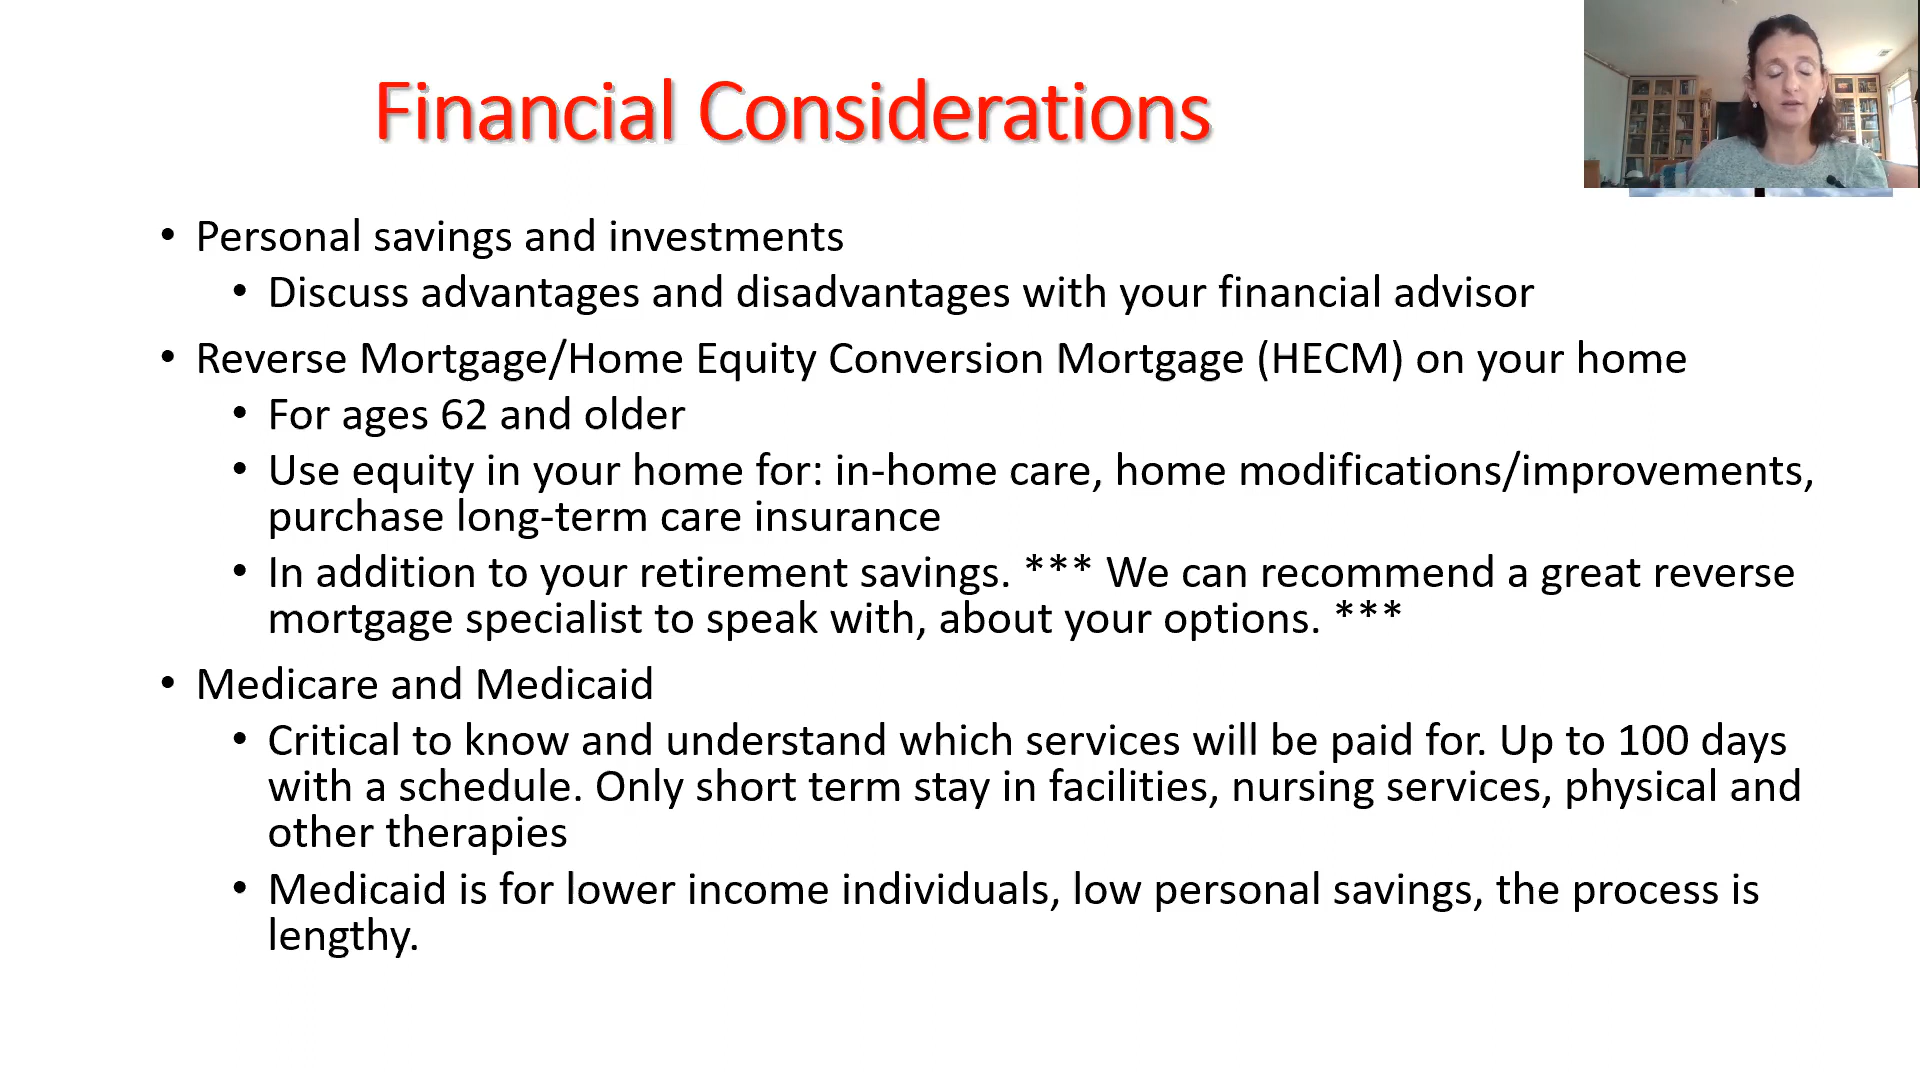 Financial Considerations
• Personal savings and investments
• Discuss advantages and disadvantages with your financial advisor
• Reverse Mortgage/Home Equity Conversion Mortgage (HECM) on your home
• For ages 62 and older
• Use equity in your home for: in-home care, home modifications/improvements,
purchase long-term care insurance
• In addition to your retirement savings. *** We can recommend a great reverse
mortgage specialist to speak with, about your options. ***
• Medicare and Medicaid
• Critical to know and understand which services will be paid for. Up to 100 days
with a schedule. Only short term stay in facilities, nursing services, physical and
other therapies
• Medicaid is for lower income individuals, low personal savings, the process is
lengthy.